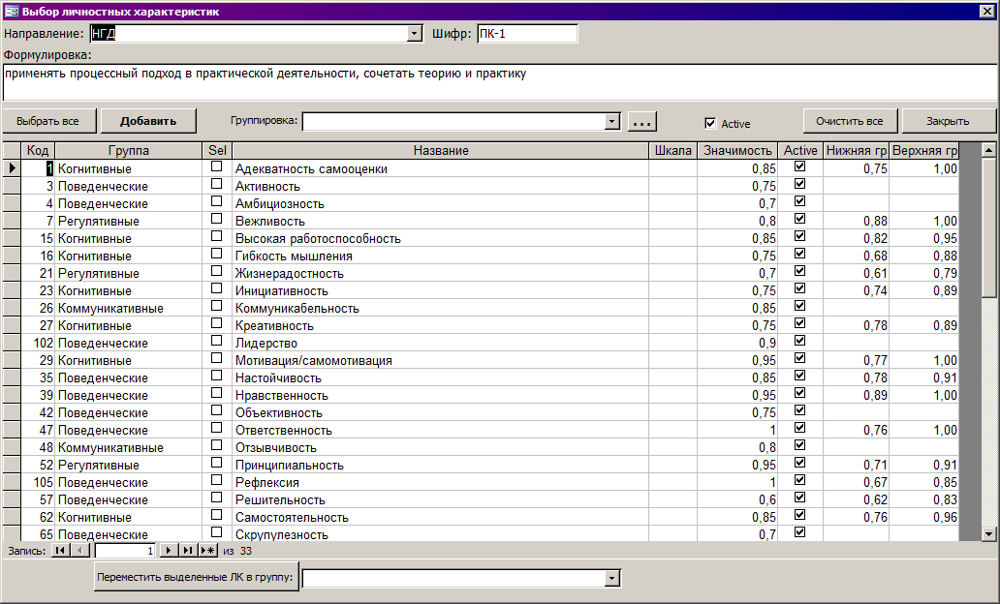 Выбор личностных характеристик
Направление: НГД Шифр: ПК-1
Формулировка:
применять процессный подход в практической деятельности, сочетать теорию и практику
Выбрать все Добавить Группировка: ... Active Очистить все Закрыть
Код Группа Sel Название Шкала Значимость Active Нижняя гр Верхняя гр
1 Когнитивные Адекватность самооценки 0,85 0,75 1,00
3 Поведенческие Активность 0,75
4 Поведенческие Амбициозность 0,7
7 Регулятивные Вежливость 0,8 0,88 1,00
15 Когнитивные Высокая работоспособность 0,85 0,82 0,95
16 Когнитивные Гибкость мышления 0,75 0,68 0,88
21 Регулятивные Жизнерадостность 0,7 0,61 0,79
23 Когнитивные Инициативность 0,75 0,74 0,89
26 Коммуникативные Коммуникабельность 0,85
27 Когнитивные Креативность 0,75 0,78 0,89
102 Поведенческие Лидерство 0,9
29 Когнитивные Мотивация/самомотивация 0,95 0,77 1,00
35 Поведенческие Настойчивость 0,85 0,78 0,91
39 Поведенческие Нравственность 0,95 0,89 1,00
42 Поведенческие Объективность 0,75
47 Поведенческие Ответственность 1 0,76 1,00
48 Коммуникативные Отзывчивость 0,8
52 Регулятивные Принципиальность 0,95 0,71 0,91
105 Поведенческие Рефлексия 1 0,67 0,85
57 Поведенческие Решительность 0,6 0,62 0,83
62 Когнитивные Самостоятельность 0,85 0,76 0,96
65 Поведенческие Скрупулезность 0,7
Запись: 1 из 33
Переместить выделенные ЛК в группу: